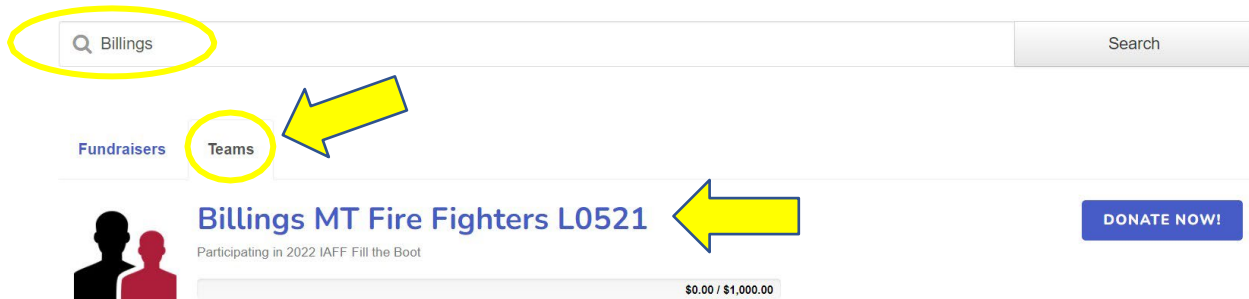 Billings
Search
Fundraisers
Teams
Billings MT Fire Fighters L0521
DONATE NOW!
Participating in 2022 IAFF Fill the Boot
$0.00 / $1,000.00